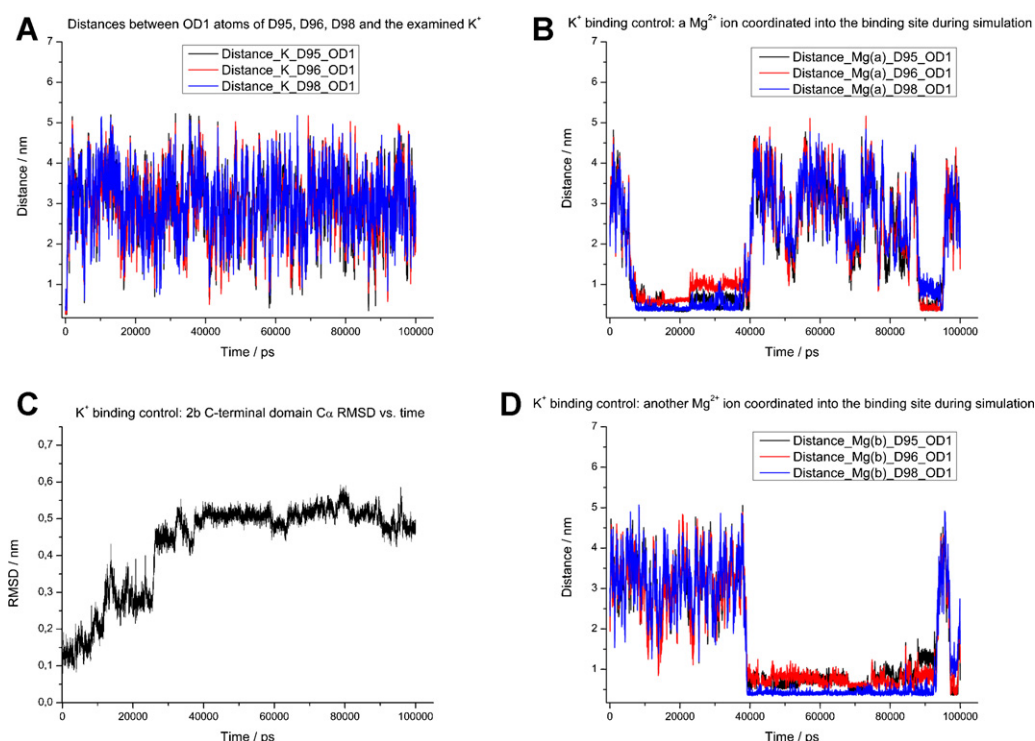 A
Distances between OD1 atoms of D95, D96, D98 and the examined K⁺
Distance_K_D95_OD1
Distance_K_D96_OD1
Distance_K_D98_OD1
7
6
5
4
3
2
1
Distance / nm
0 20000 40000 60000 80000 100000
Time / ps
B
K⁺ binding control: a Mg²⁺ ion coordinated into the binding site during simulation
Distance_Mg(a)_D95_OD1
Distance_Mg(a)_D96_OD1
Distance_Mg(a)_D98_OD1
7
6
5
4
3
2
1
Distance / nm
0 20000 40000 60000 80000 100000
Time / ps
C
K⁺ binding control: 2b C-terminal domain Cα RMSD vs. time
0,7
0,6
0,5
0,4
0,3
0,2
0,1
0,0
RMSD / nm
0 20000 40000 60000 80000 100000
Time / ps
D
K⁺ binding control: another Mg²⁺ ion coordinated into the binding site during simulation
Distance_Mg(b)_D95_OD1
Distance_Mg(b)_D96_OD1
Distance_Mg(b)_D98_OD1
7
6
5
4
3
2
1
Distance / nm
0 20000 40000 60000 80000 100000
Time / ps